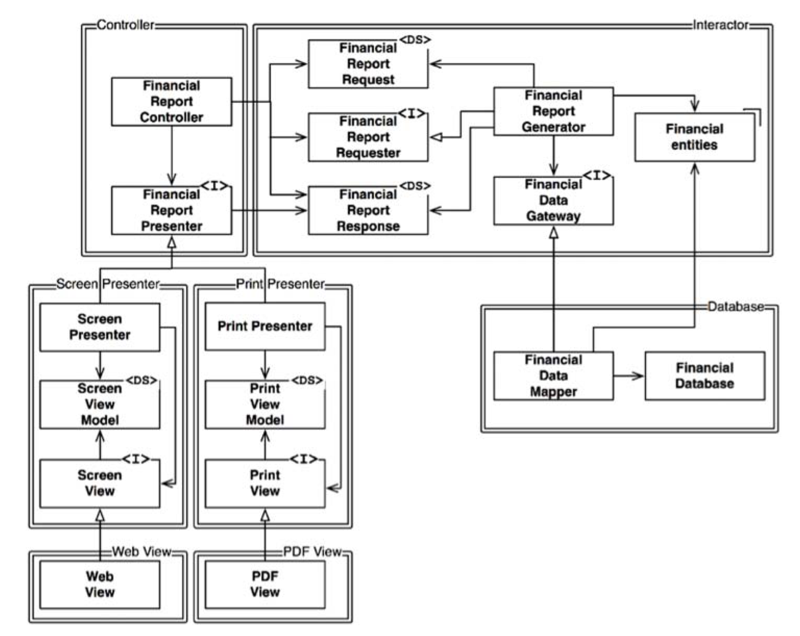 Controller
Interactor
Financial
Report
Controller
<I>
Financial
Report
Presenter
<DS>
Financial
Report
Request
<I>
Financial
Report
Requester
<DS>
Financial
Report
Response
Financial
Report
Generator
<I>
Financial
Data
Gateway
Financial
entities
Screen Presenter
Screen
Presenter
<DS>
Screen
View
Model
<I>
Screen
View
Print Presenter
Print Presenter
<DS>
Print
View
Model
<I>
Print
View
Database
Financial
Data
Mapper
Financial
Database
Web View
Web
View
PDF View
PDF
View